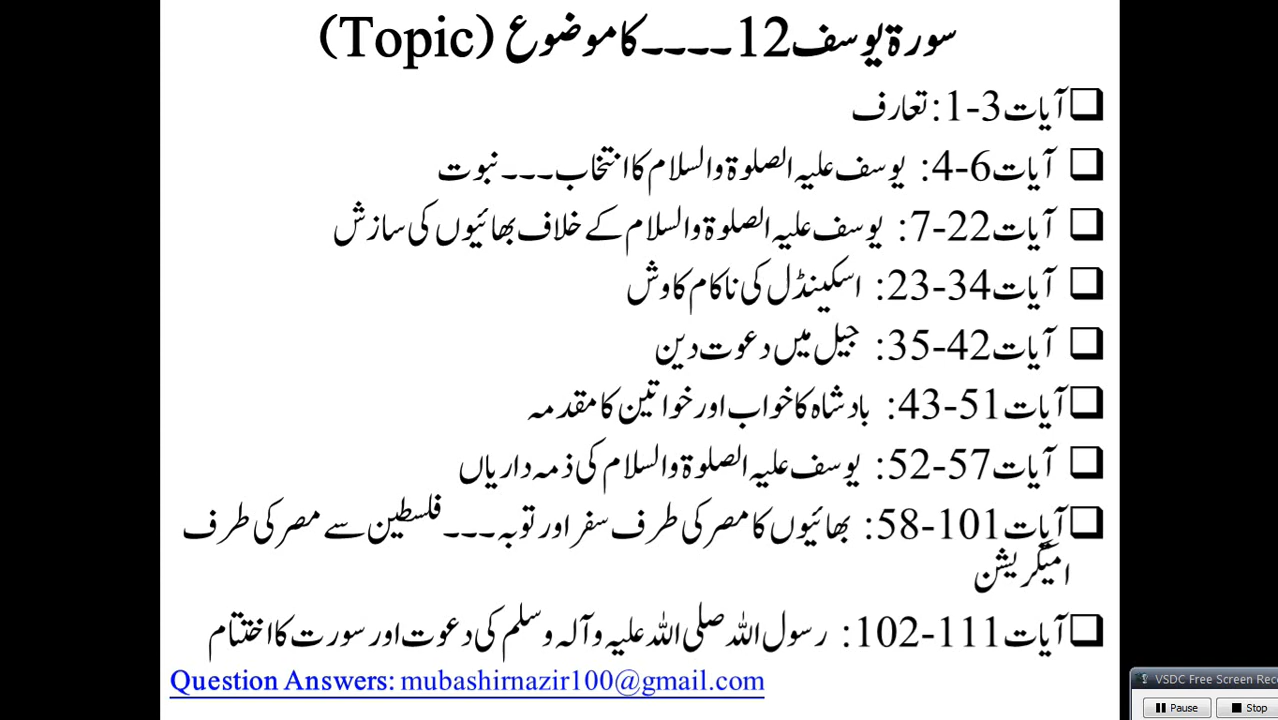 سورۃ یوسف 12۔۔۔۔ کا موضوع (Topic)
آیات 3-1: تعارف
آیات 6-4: یوسف علیہ الصلوۃ والسلام کا انتخاب۔۔۔ نبوت
آیات 22-7: یوسف علیہ الصلوۃ والسلام کے خلاف بھائیوں کی سازش
آیات 34-23: اسکینڈل کی ناکام کاوش
آیات 42-35: جیل میں دعوت دین
آیات 51-43: بادشاہ کا خواب اور خواتین کا مقدمہ
آیات 57-52: یوسف علیہ الصلوۃ والسلام کی ذمہ داریاں
آیات 101-58: بھائیوں کا مصر کی طرف سفر اور توبہ۔۔۔ فلسطین سے مصر کی طرف
امیگریشن
آیات 111-102: رسول اللہ صلی اللہ علیہ وآلہ وسلم کی دعوت اور سورت کا اختتام
Question Answers: mubashirnazir100@gmail.com
VSDC Free Screen Rec
Pause Stop